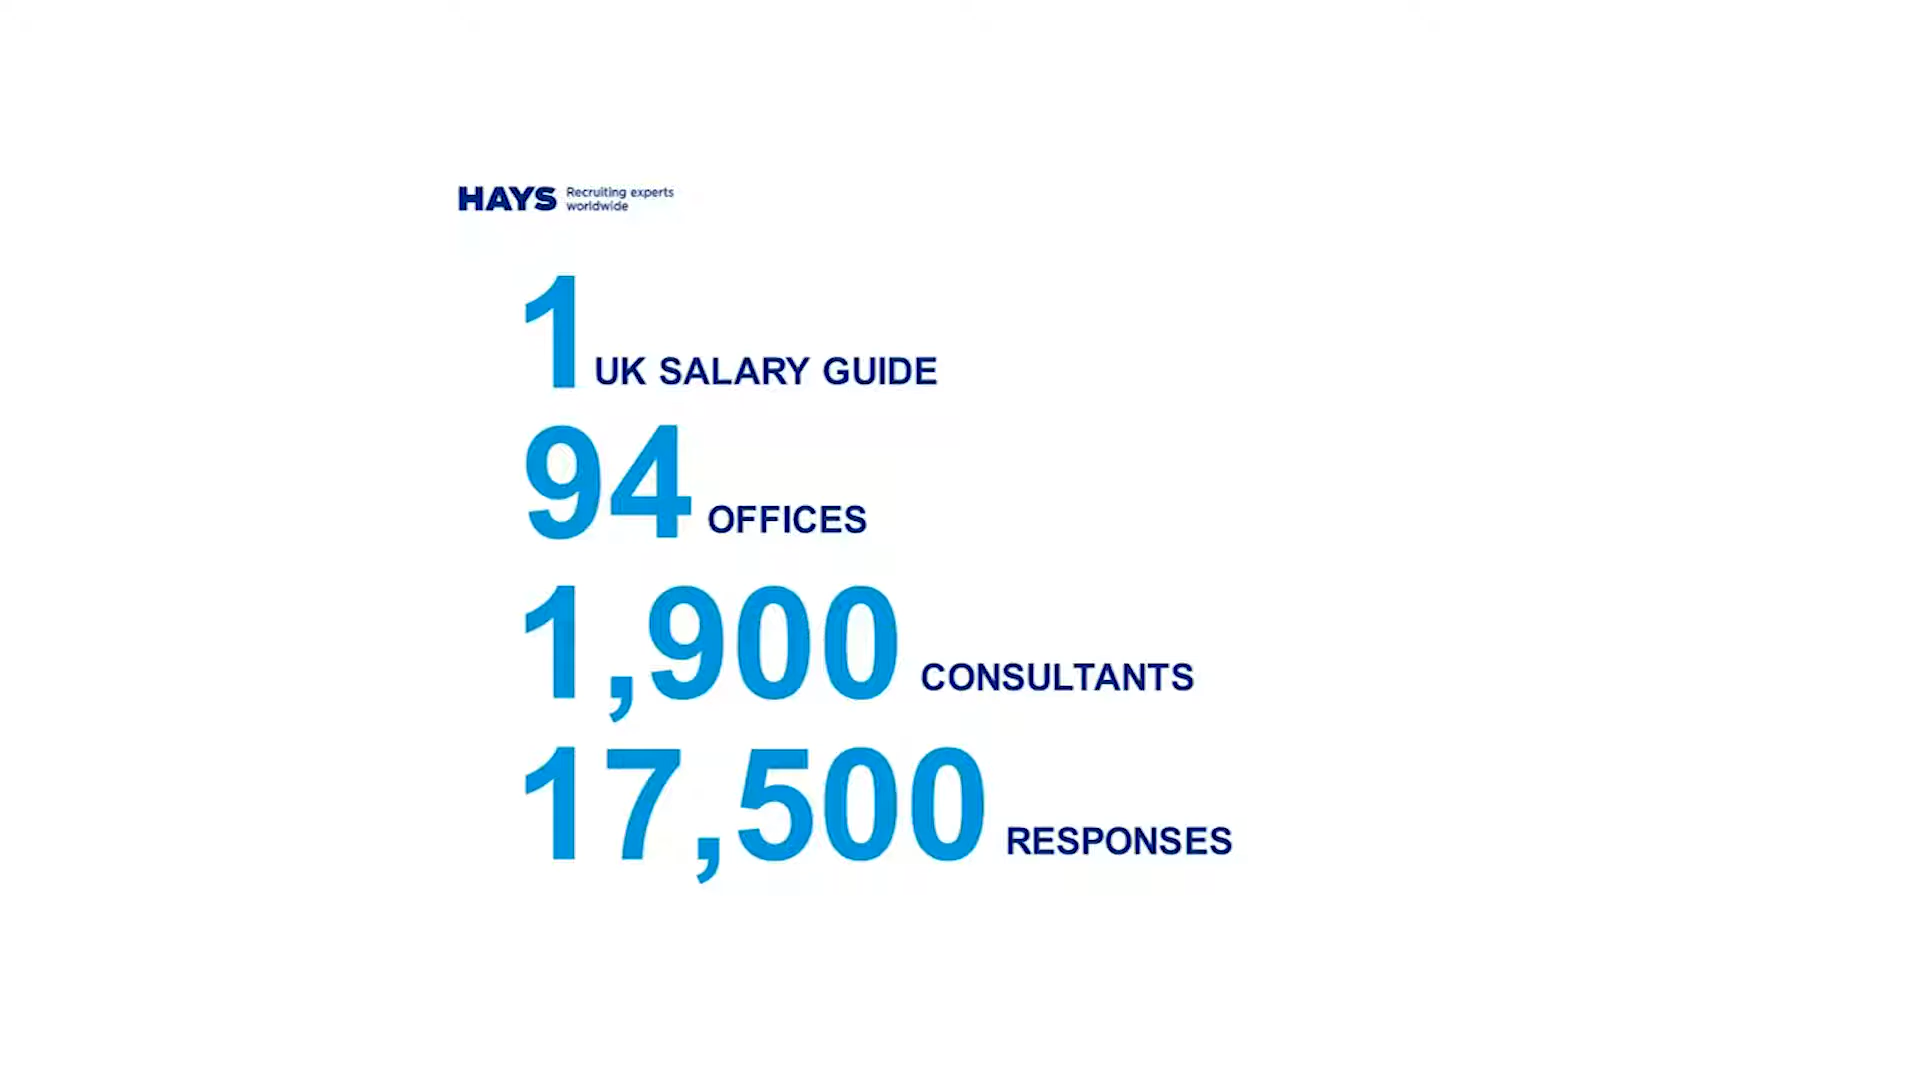 HAYS Recruiting experts
worldwide
1 UK SALARY GUIDE
94 OFFICES
1,900 CONSULTANTS
17,500 RESPONSES